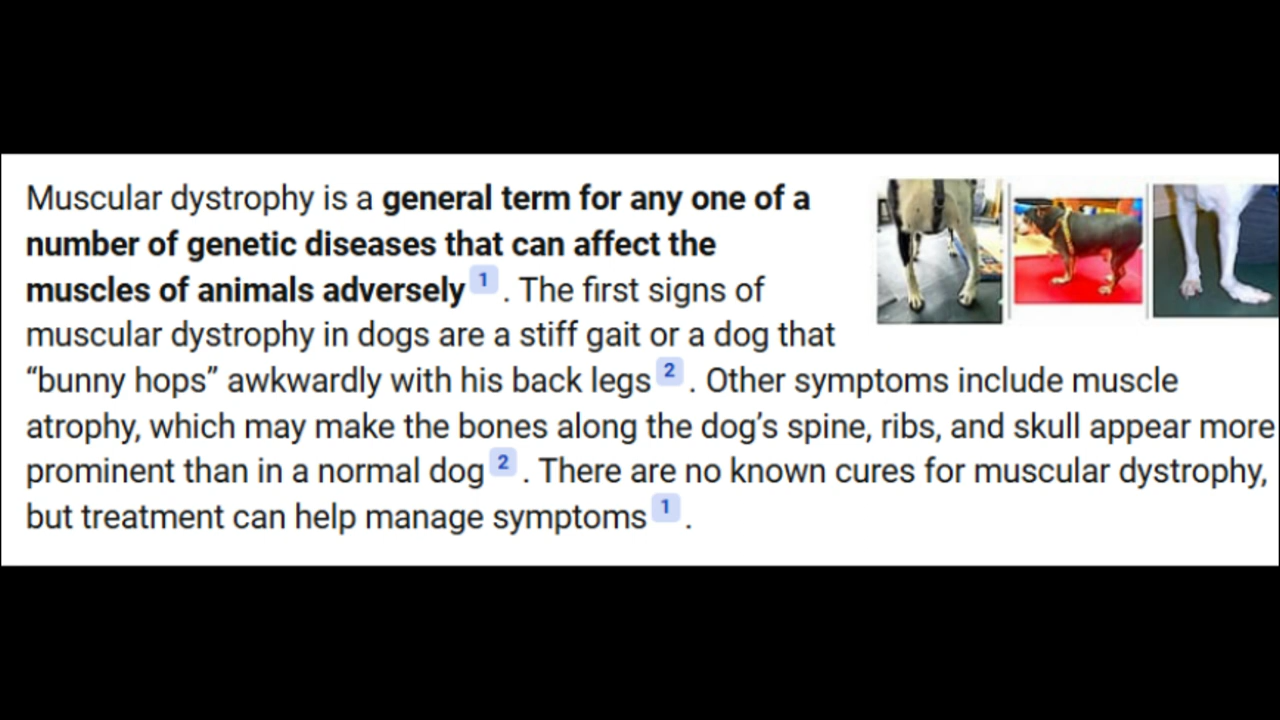 Muscular dystrophy is a general term for any one of a
number of genetic diseases that can affect the
muscles of animals adversely 1 . The first signs of
muscular dystrophy in dogs are a stiff gait or a dog that
“bunny hops” awkwardly with his back legs 2 . Other symptoms include muscle
atrophy, which may make the bones along the dog’s spine, ribs, and skull appear more
prominent than in a normal dog 2 . There are no known cures for muscular dystrophy,
but treatment can help manage symptoms 1 .